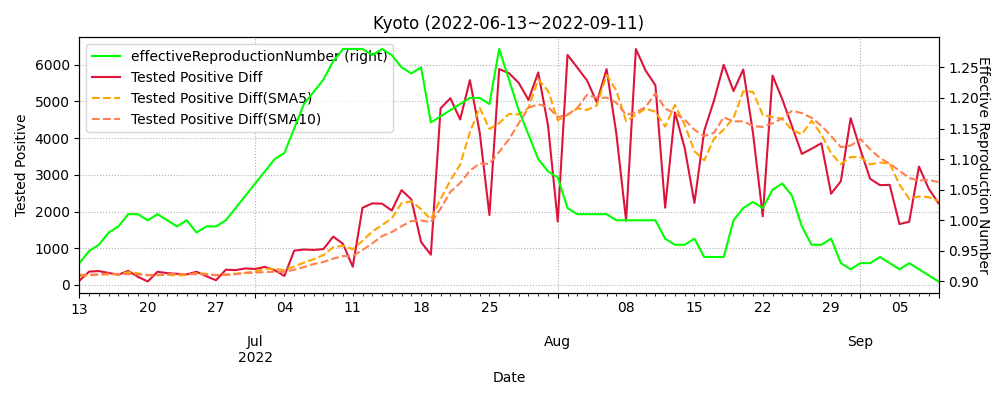 Kyoto (2022-06-13~2022-09-11)
effectiveReproductionNumber (right)
Tested Positive Diff
Tested Positive Diff(SMA5)
Tested Positive Diff(SMA10)
Tested Positive
6000
5000
4000
3000
2000
1000
0
1.25
1.20
1.15
1.10
1.05
1.00
0.95
0.90
Effective Reproduction Number
13 20 27 04 11 18 25 08 15 22 29 05
Jul Aug Sep
2022
Date